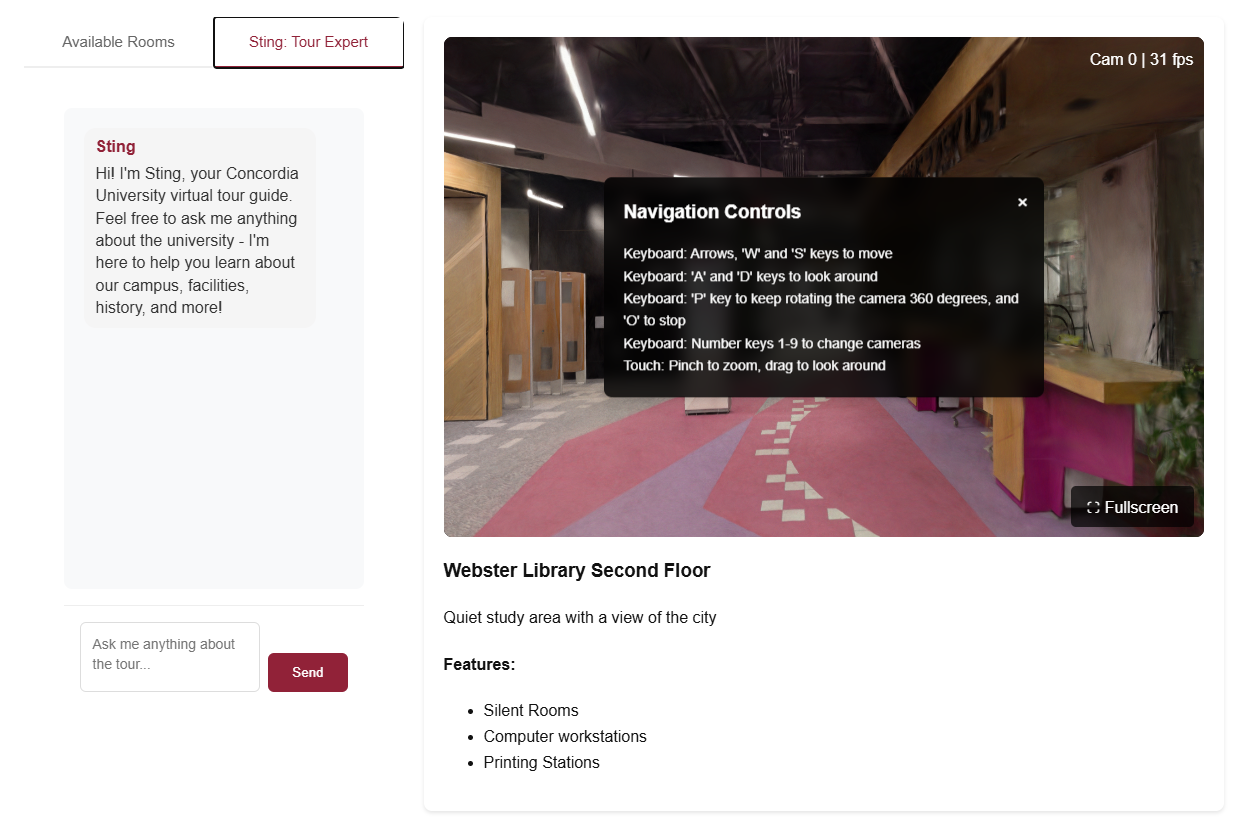 Available Rooms
Sting: Tour Expert
Sting
Hi! I'm Sting, your Concordia
University virtual tour guide.
Feel free to ask me anything
about the university - I'm
here to help you learn about
our campus, facilities,
history, and more!
Ask me anything about
the tour...
Send
Cam 0 | 31 fps
Navigation Controls
×
Keyboard: Arrows, 'W' and 'S' keys to move
Keyboard: 'A' and 'D' keys to look around
Keyboard: 'P' key to keep rotating the camera 360 degrees, and
'O' to stop
Keyboard: Number keys 1-9 to change cameras
Touch: Pinch to zoom, drag to look around
Fullscreen
Webster Library Second Floor
Quiet study area with a view of the city
Features:
• Silent Rooms
• Computer workstations
• Printing Stations